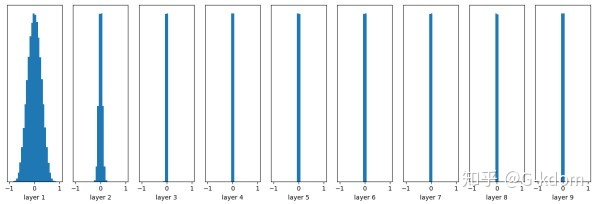 −1 0 1 −1 0 1 −1 0 1 −1 0 1 −1 0 1 −1 0 1 −1 0 1 −1 0 1 −1 0 1
layer 1 layer 2 layer 3 layer 4 layer 5 layer 6 layer 7 layer 8 layer 9
知乎 @G-kdom